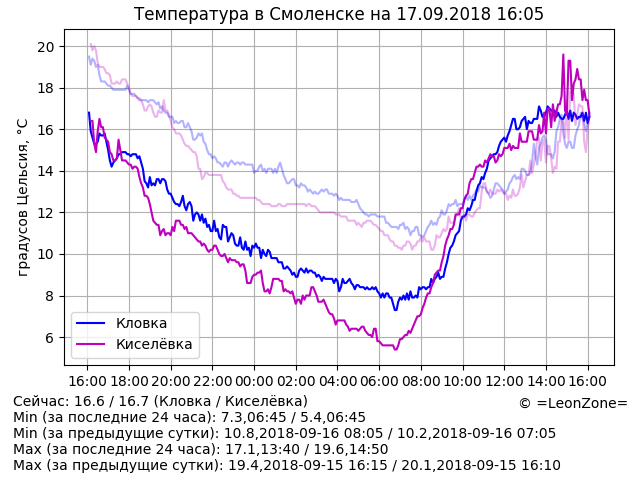 Температура в Смоленске на 17.09.2018 16:05
20
18
16
14
12
10
8
6
градусов Цельсия, °C
Кловка
Киселёвка
16:00 18:00 20:00 22:00 00:00 02:00 04:00 06:00 08:00 10:00 12:00 14:00 16:00
Сейчас: 16.6 / 16.7 (Кловка / Киселёвка)
© =LeonZone=
Min (за последние 24 часа): 7.3,06:45 / 5.4,06:45
Min (за предыдущие сутки): 10.8,2018-09-16 08:05 / 10.2,2018-09-16 07:05
Max (за последние 24 часа): 17.1,13:40 / 19.6,14:50
Max (за предыдущие сутки): 19.4,2018-09-15 16:15 / 20.1,2018-09-15 16:10